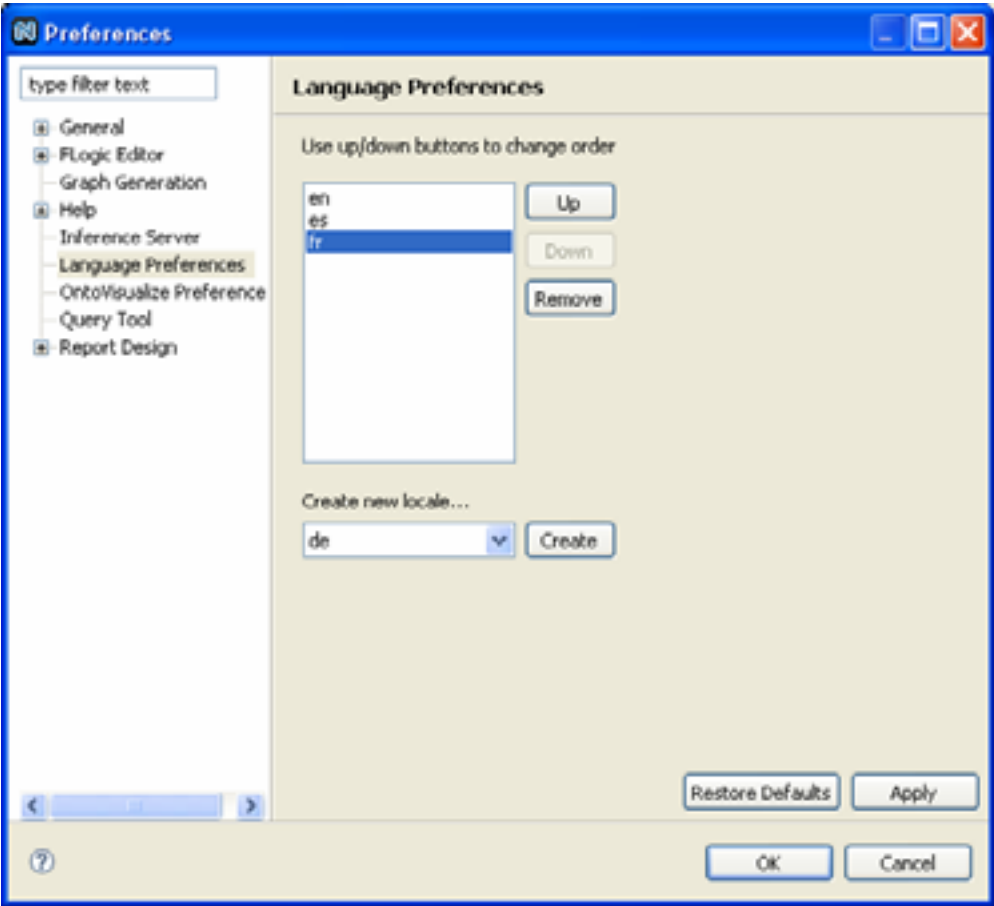 Preferences
type filter text
General
FLogic Editor
Graph Generation
Help
Inference Server
Language Preferences
OntoVisualize Preference
Query Tool
Report Design
Language Preferences
Use up/down buttons to change order
en
es
fr
Up
Down
Remove
Create new locale...
de
Create
Restore Defaults
Apply
?
OK
Cancel